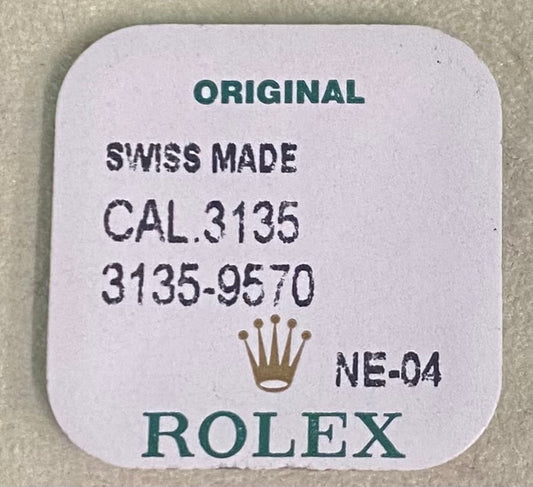 ORIGINAL
SWISS MADE
CAL.3135
3135-9570
NE-04
ROLEX